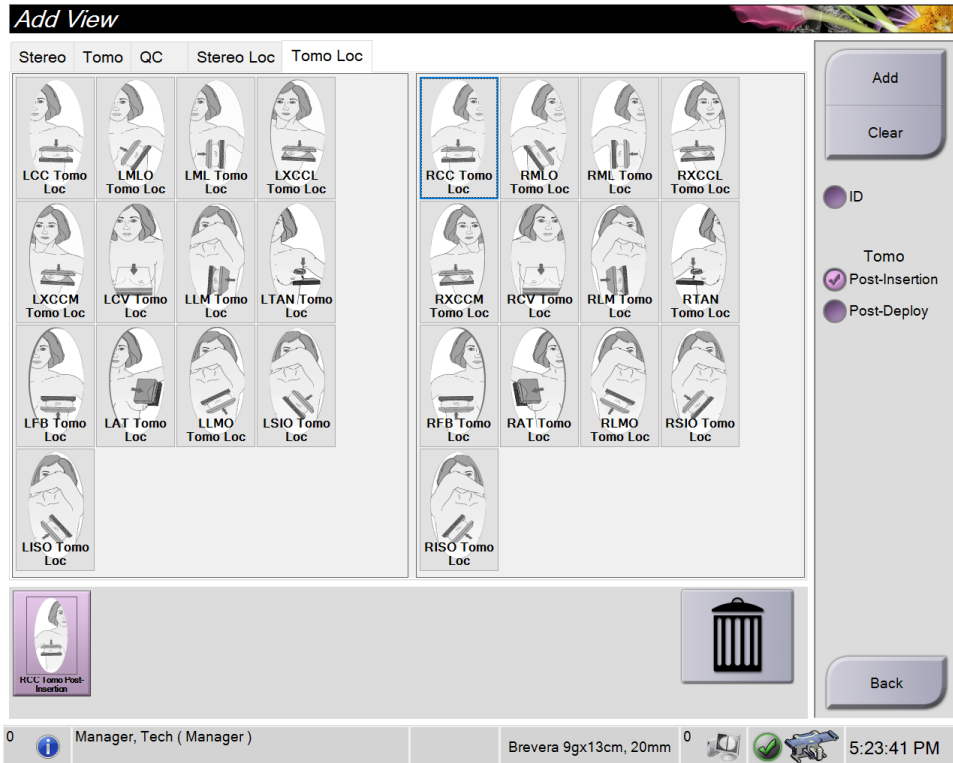 Add View
Stereo Tomo QC Stereo Loc Tomo Loc
LCC Tomo
Loc
LMLO
Tomo Loc
LML Tomo
Loc
LXCCL
Tomo Loc
LXCCM
Tomo Loc
LCV Tomo
Loc
LLM Tomo
Loc
LTAN Tomo
Loc
LFB Tomo
Loc
LAT Tomo
Loc
LLMO
Tomo Loc
LSIO Tomo
Loc
LISO Tomo
Loc
RCC Tomo
Loc
RMLO
Tomo Loc
RML Tomo
Loc
RXCCL
Tomo Loc
RXCCM
Tomo Loc
RCV Tomo
Loc
RLM Tomo
Loc
RTAN
Tomo Loc
RFB Tomo
Loc
RAT Tomo
Loc
RLMO
Tomo Loc
RSIO Tomo
Loc
RISO Tomo
Loc
Add
Clear
ID
Tomo
Post-Insertion
Post-Deploy
RCC Tomo Post-
Insertion
Back
0
Manager, Tech ( Manager )
Brevera 9gx13cm, 20mm
0
5:23:41 PM